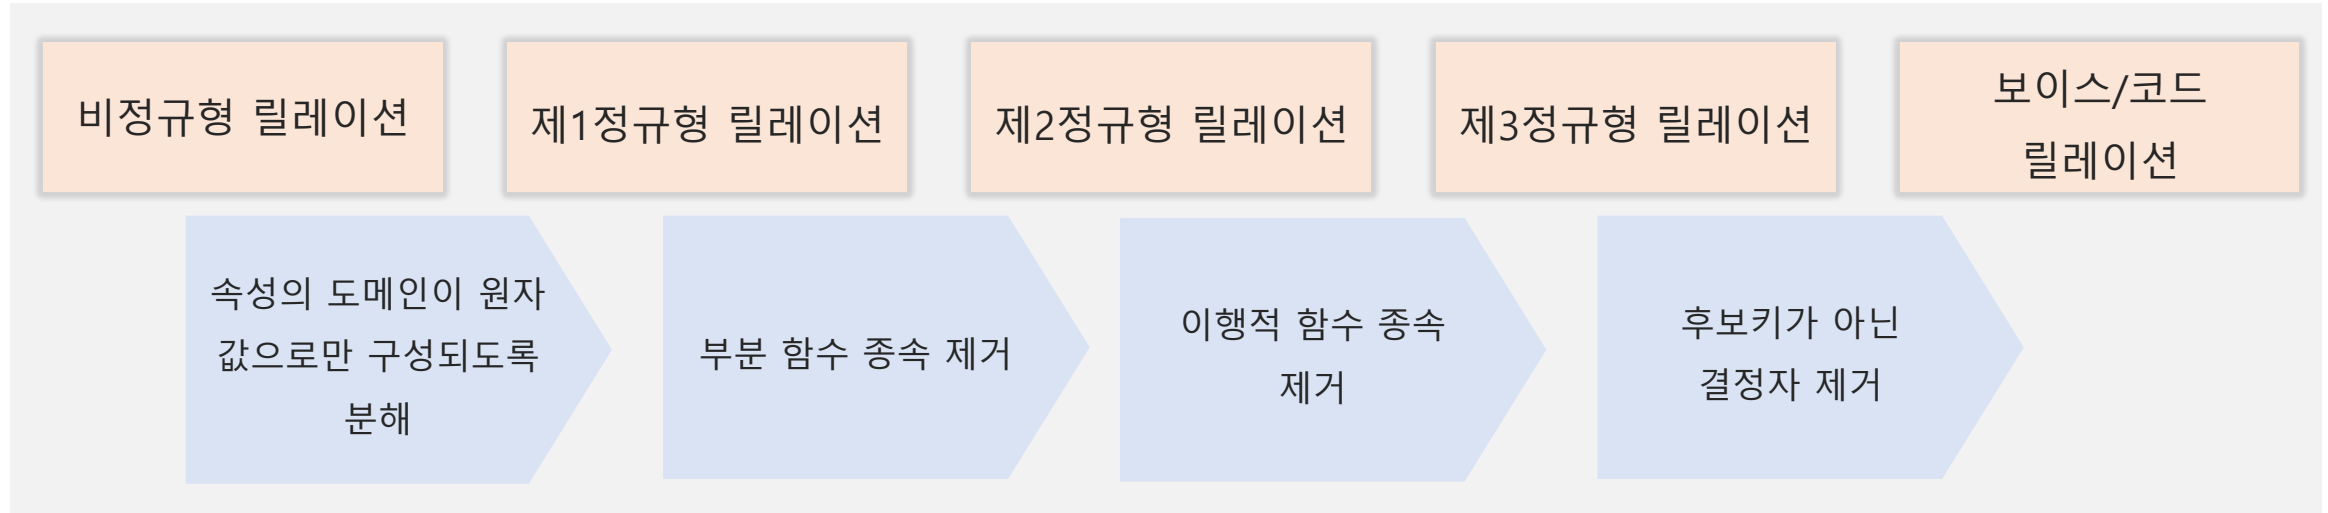 비정규형 릴레이션
제1정규형 릴레이션
제2정규형 릴레이션
제3정규형 릴레이션
보이스/코드
릴레이션
속성의 도메인이 원자
값으로만 구성되도록
분해
부분 함수 종속 제거
이행적 함수 종속
제거
후보키가 아닌
결정자 제거